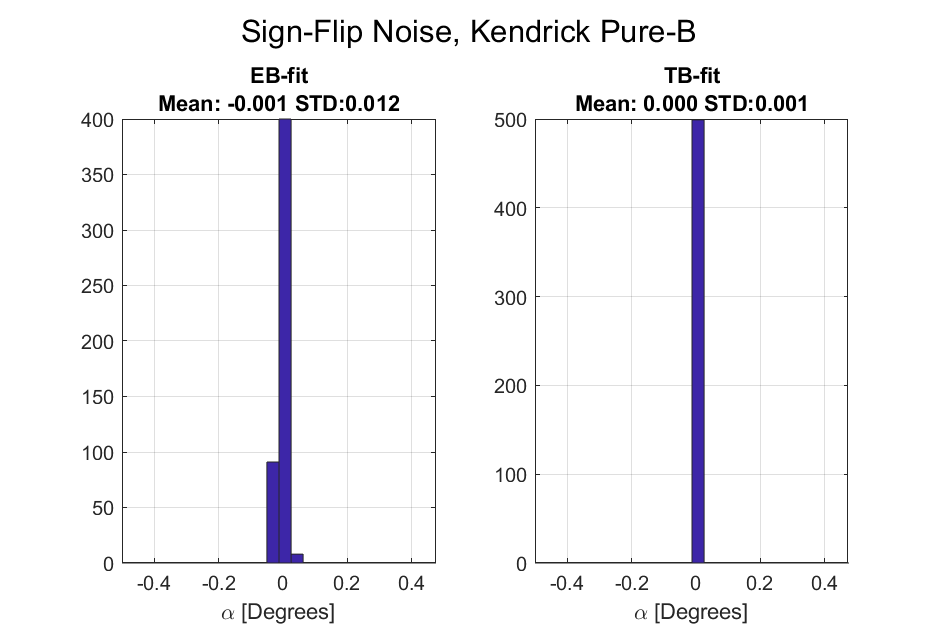 Sign-Flip Noise, Kendrick Pure-B
EB-fit
Mean: -0.001 STD:0.012
400
350
300
250
200
150
100
50
0
-0.4 -0.2 0 0.2 0.4
α [Degrees]
TB-fit
Mean: 0.000 STD:0.001
500
400
300
200
100
0
-0.4 -0.2 0 0.2 0.4
α [Degrees]